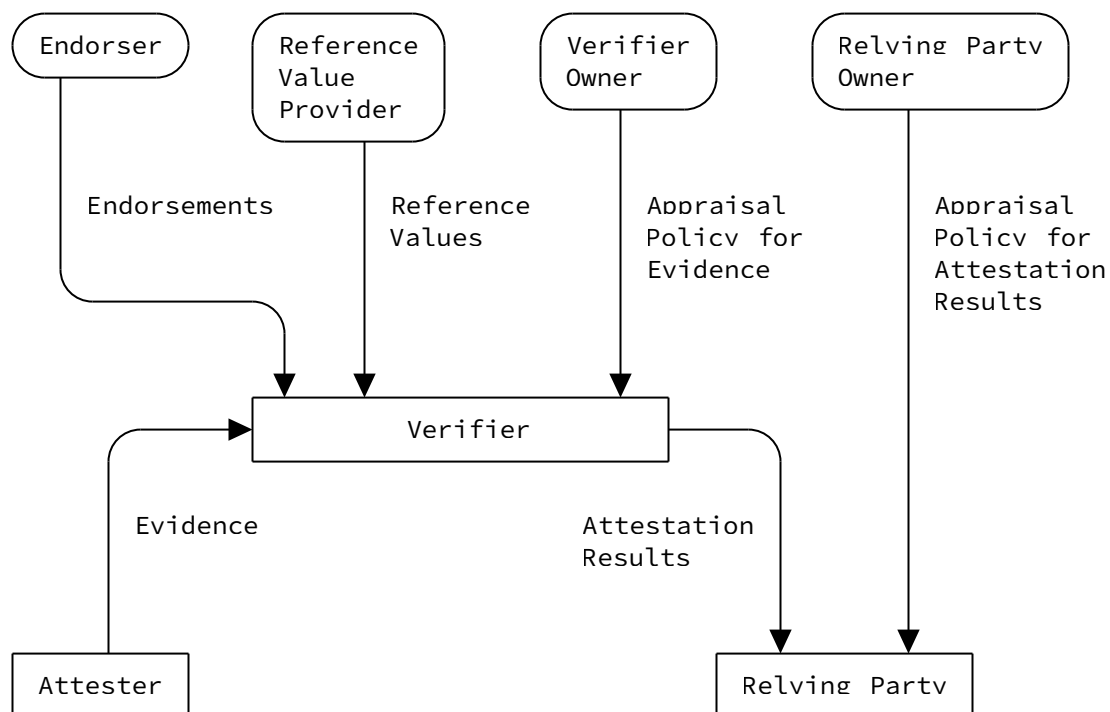 Endorser
Reference
Value
Provider
Verifier
Owner
Relying Party
Owner
Endorsements
Reference
Values
Appraisal
Policy for
Evidence
Appraisal
Policy for
Attestation
Results
Verifier
Evidence
Attestation
Results
Attester
Relying Party